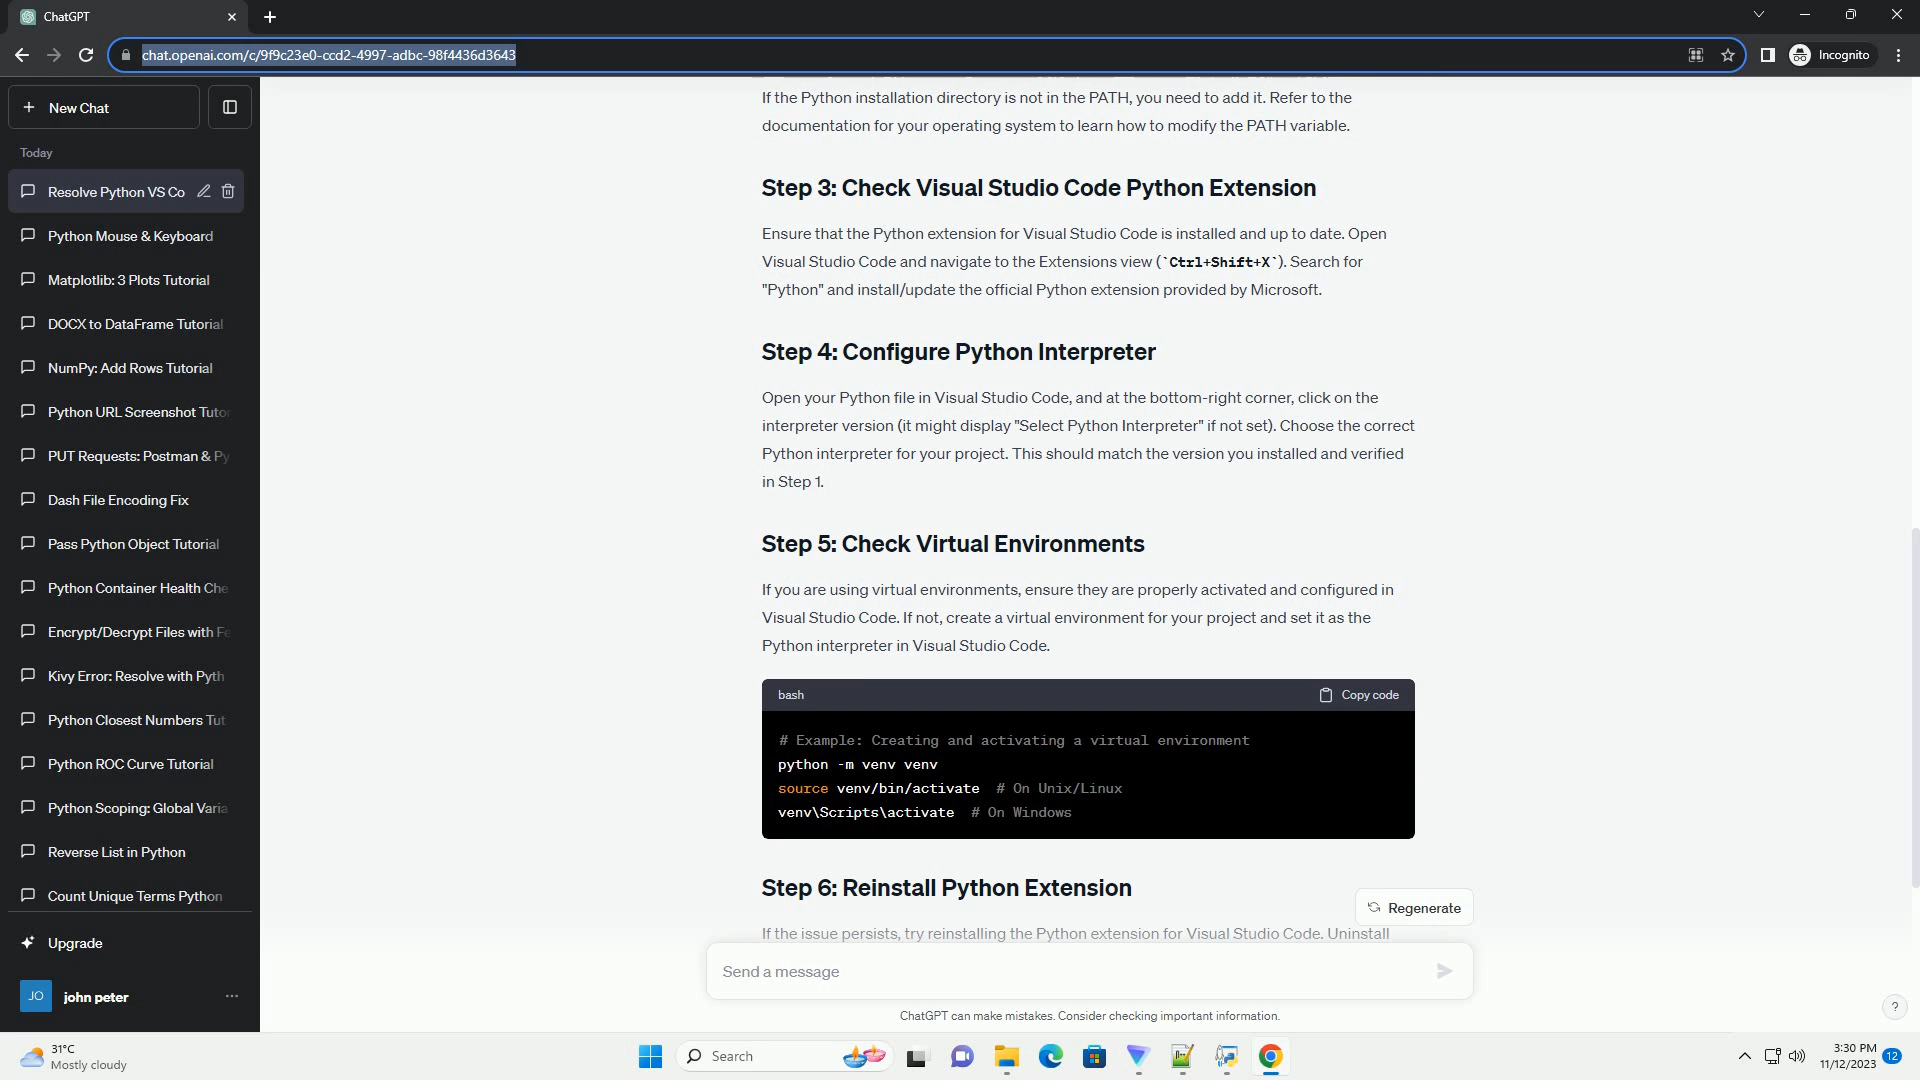 ChatGPT
chat.openai.com/c/9f9c23e0-ccd2-4997-adbc-98f4436d3643
Incognito
New Chat
Today
Resolve Python VS Co
Python Mouse & Keyboard
Matplotlib: 3 Plots Tutorial
DOCX to DataFrame Tutorial
NumPy: Add Rows Tutorial
Python URL Screenshot Tutor
PUT Requests: Postman & Py
Dash File Encoding Fix
Pass Python Object Tutorial
Python Container Health Che
Encrypt/Decrypt Files with Fe
Kivy Error: Resolve with Pyth
Python Closest Numbers Tut
Python ROC Curve Tutorial
Python Scoping: Global Varia
Reverse List in Python
Count Unique Terms Python
Upgrade
JO
john peter
If the Python installation directory is not in the PATH, you need to add it. Refer to the
documentation for your operating system to learn how to modify the PATH variable.
Step 3: Check Visual Studio Code Python Extension
Ensure that the Python extension for Visual Studio Code is installed and up to date. Open
Visual Studio Code and navigate to the Extensions view (`Ctrl+Shift+X`). Search for
"Python" and install/update the official Python extension provided by Microsoft.
Step 4: Configure Python Interpreter
Open your Python file in Visual Studio Code, and at the bottom-right corner, click on the
interpreter version (it might display "Select Python Interpreter" if not set). Choose the correct
Python interpreter for your project. This should match the version you installed and verified
in Step 1.
Step 5: Check Virtual Environments
If you are using virtual environments, ensure they are properly activated and configured in
Visual Studio Code. If not, create a virtual environment for your project and set it as the
Python interpreter in Visual Studio Code.
bash
Copy code
# Example: Creating and activating a virtual environment
python -m venv venv
source venv/bin/activate  # On Unix/Linux
venv\Scripts\activate  # On Windows
Step 6: Reinstall Python Extension
Regenerate
If the issue persists, try reinstalling the Python extension for Visual Studio Code. Uninstall
Send a message
ChatGPT can make mistakes. Consider checking important information.
?
31°C
Mostly cloudy
Search
3:30 PM
11/12/2023
12